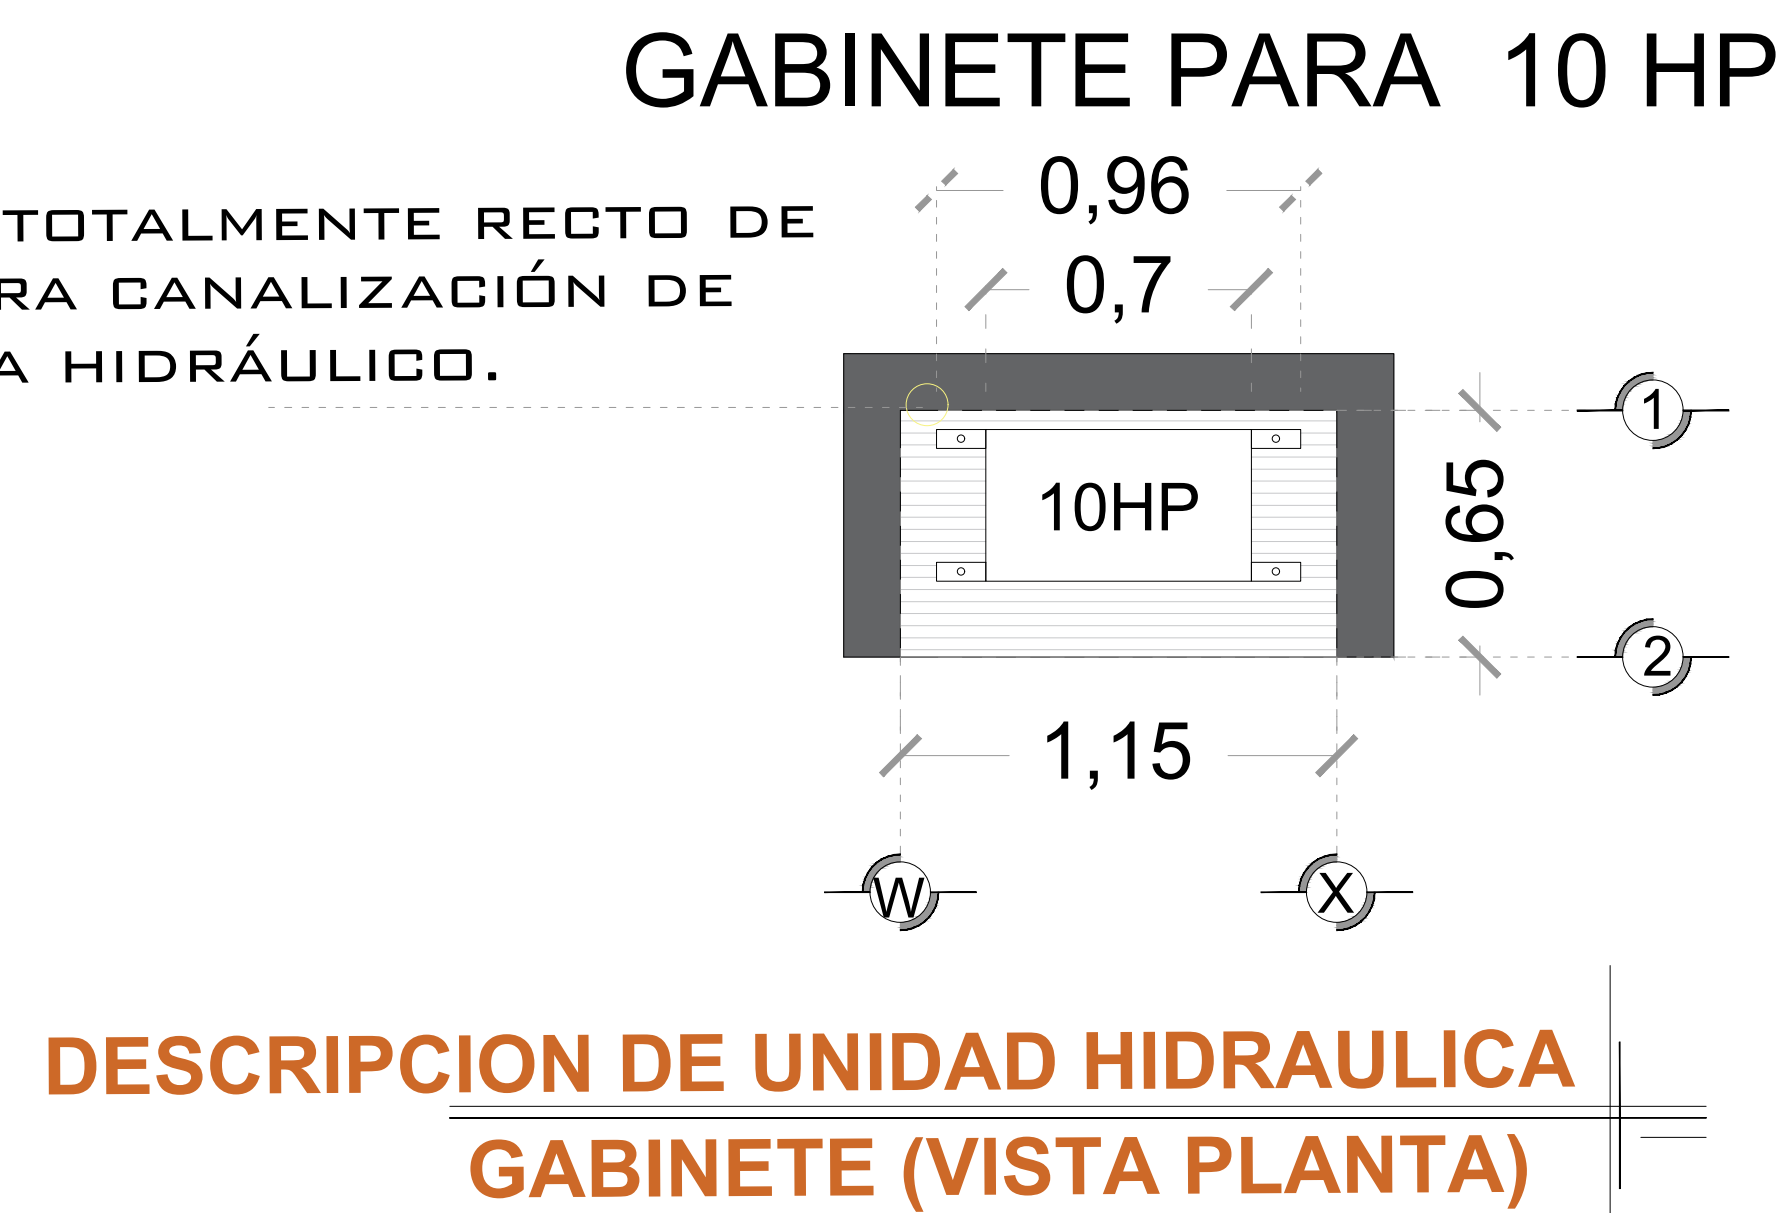 GABINETE PARA 10 HP
0,96
TOTALMENTE RECTO DE
0,7
RA CANALIZACIÓN DE
A HIDRÁULICO.
1
10HP
0,65
2
1,15
W
X
DESCRIPCION DE UNIDAD HIDRAULICA
GABINETE (VISTA PLANTA)